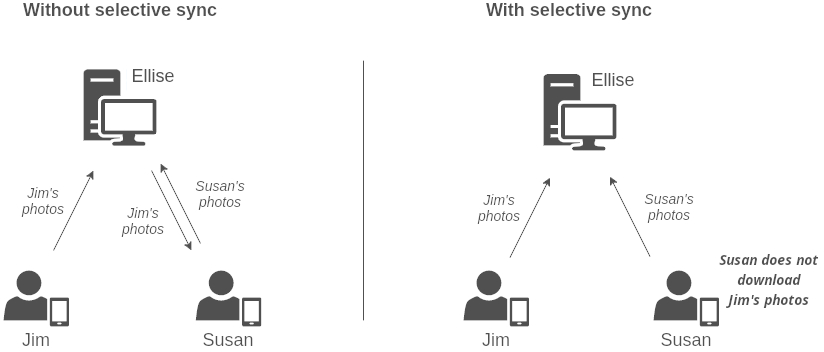 Without selective sync
Ellise
Jim's
photos
Jim's
photos
Susan's
photos
Jim
Susan
With selective sync
Ellise
Jim's
photos
Susan's
photos
Susan does not
download
Jim's photos
Jim
Susan